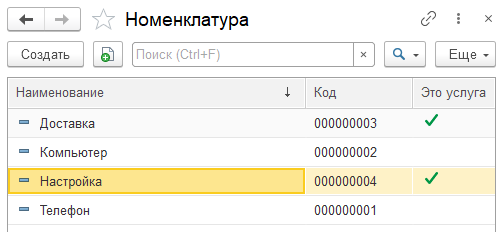 Номенклатура
Создать Поиск (Ctrl+F) × Еще
Наименование ↓ Код Это услуга
Доставка 000000003 ✓
Компьютер 000000002
Настройка 000000004 ✓
Телефон 000000001